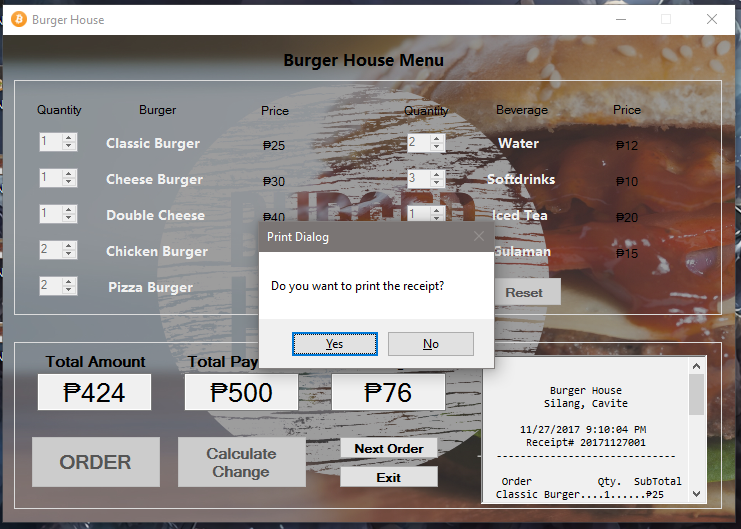 Burger House
Burger House Menu
Quantity Burger Price Quantity Beverage Price
1 Classic Burger ₱25 2 Water ₱12
1 Cheese Burger ₱30 3 Softdrinks ₱10
1 Double Cheese ₱40 1 Iced Tea ₱20
2 Chicken Burger Gulaman ₱15
2 Pizza Burger Reset
Print Dialog
Do you want to print the receipt?
Yes No
Total Amount Total Pay
₱424 ₱500 ₱76
ORDER Calculate Change Next Order
Exit
Burger House
Silang, Cavite
11/27/2017 9:10:04 PM
Receipt# 20171127001
-----------------------------
Order Qty. SubTotal
Classic Burger....1......₱25